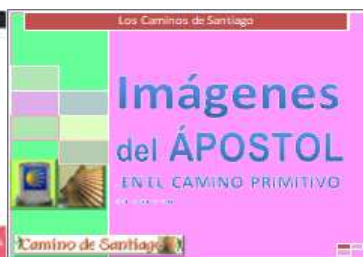 Los Caminos de Santiago
Imágenes
del ÁPOSTOL
EN EL CAMINO PRIMITIVO
Camino de Santiago